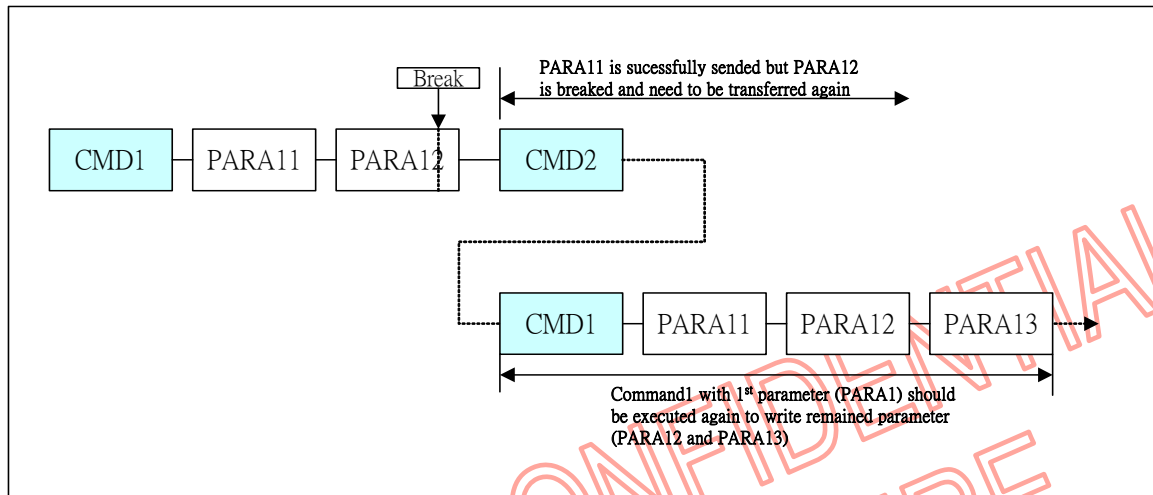 PARA11 is sucessfully sended but PARA12
is breaked and need to be transferred again
Break
CMD1
PARA11
PARA12
CMD2
CMD1
PARA11
PARA12
PARA13
Command1 with 1st parameter (PARA1) should
be executed again to write remained parameter
(PARA12 and PARA13)
ONFIDENTIAL